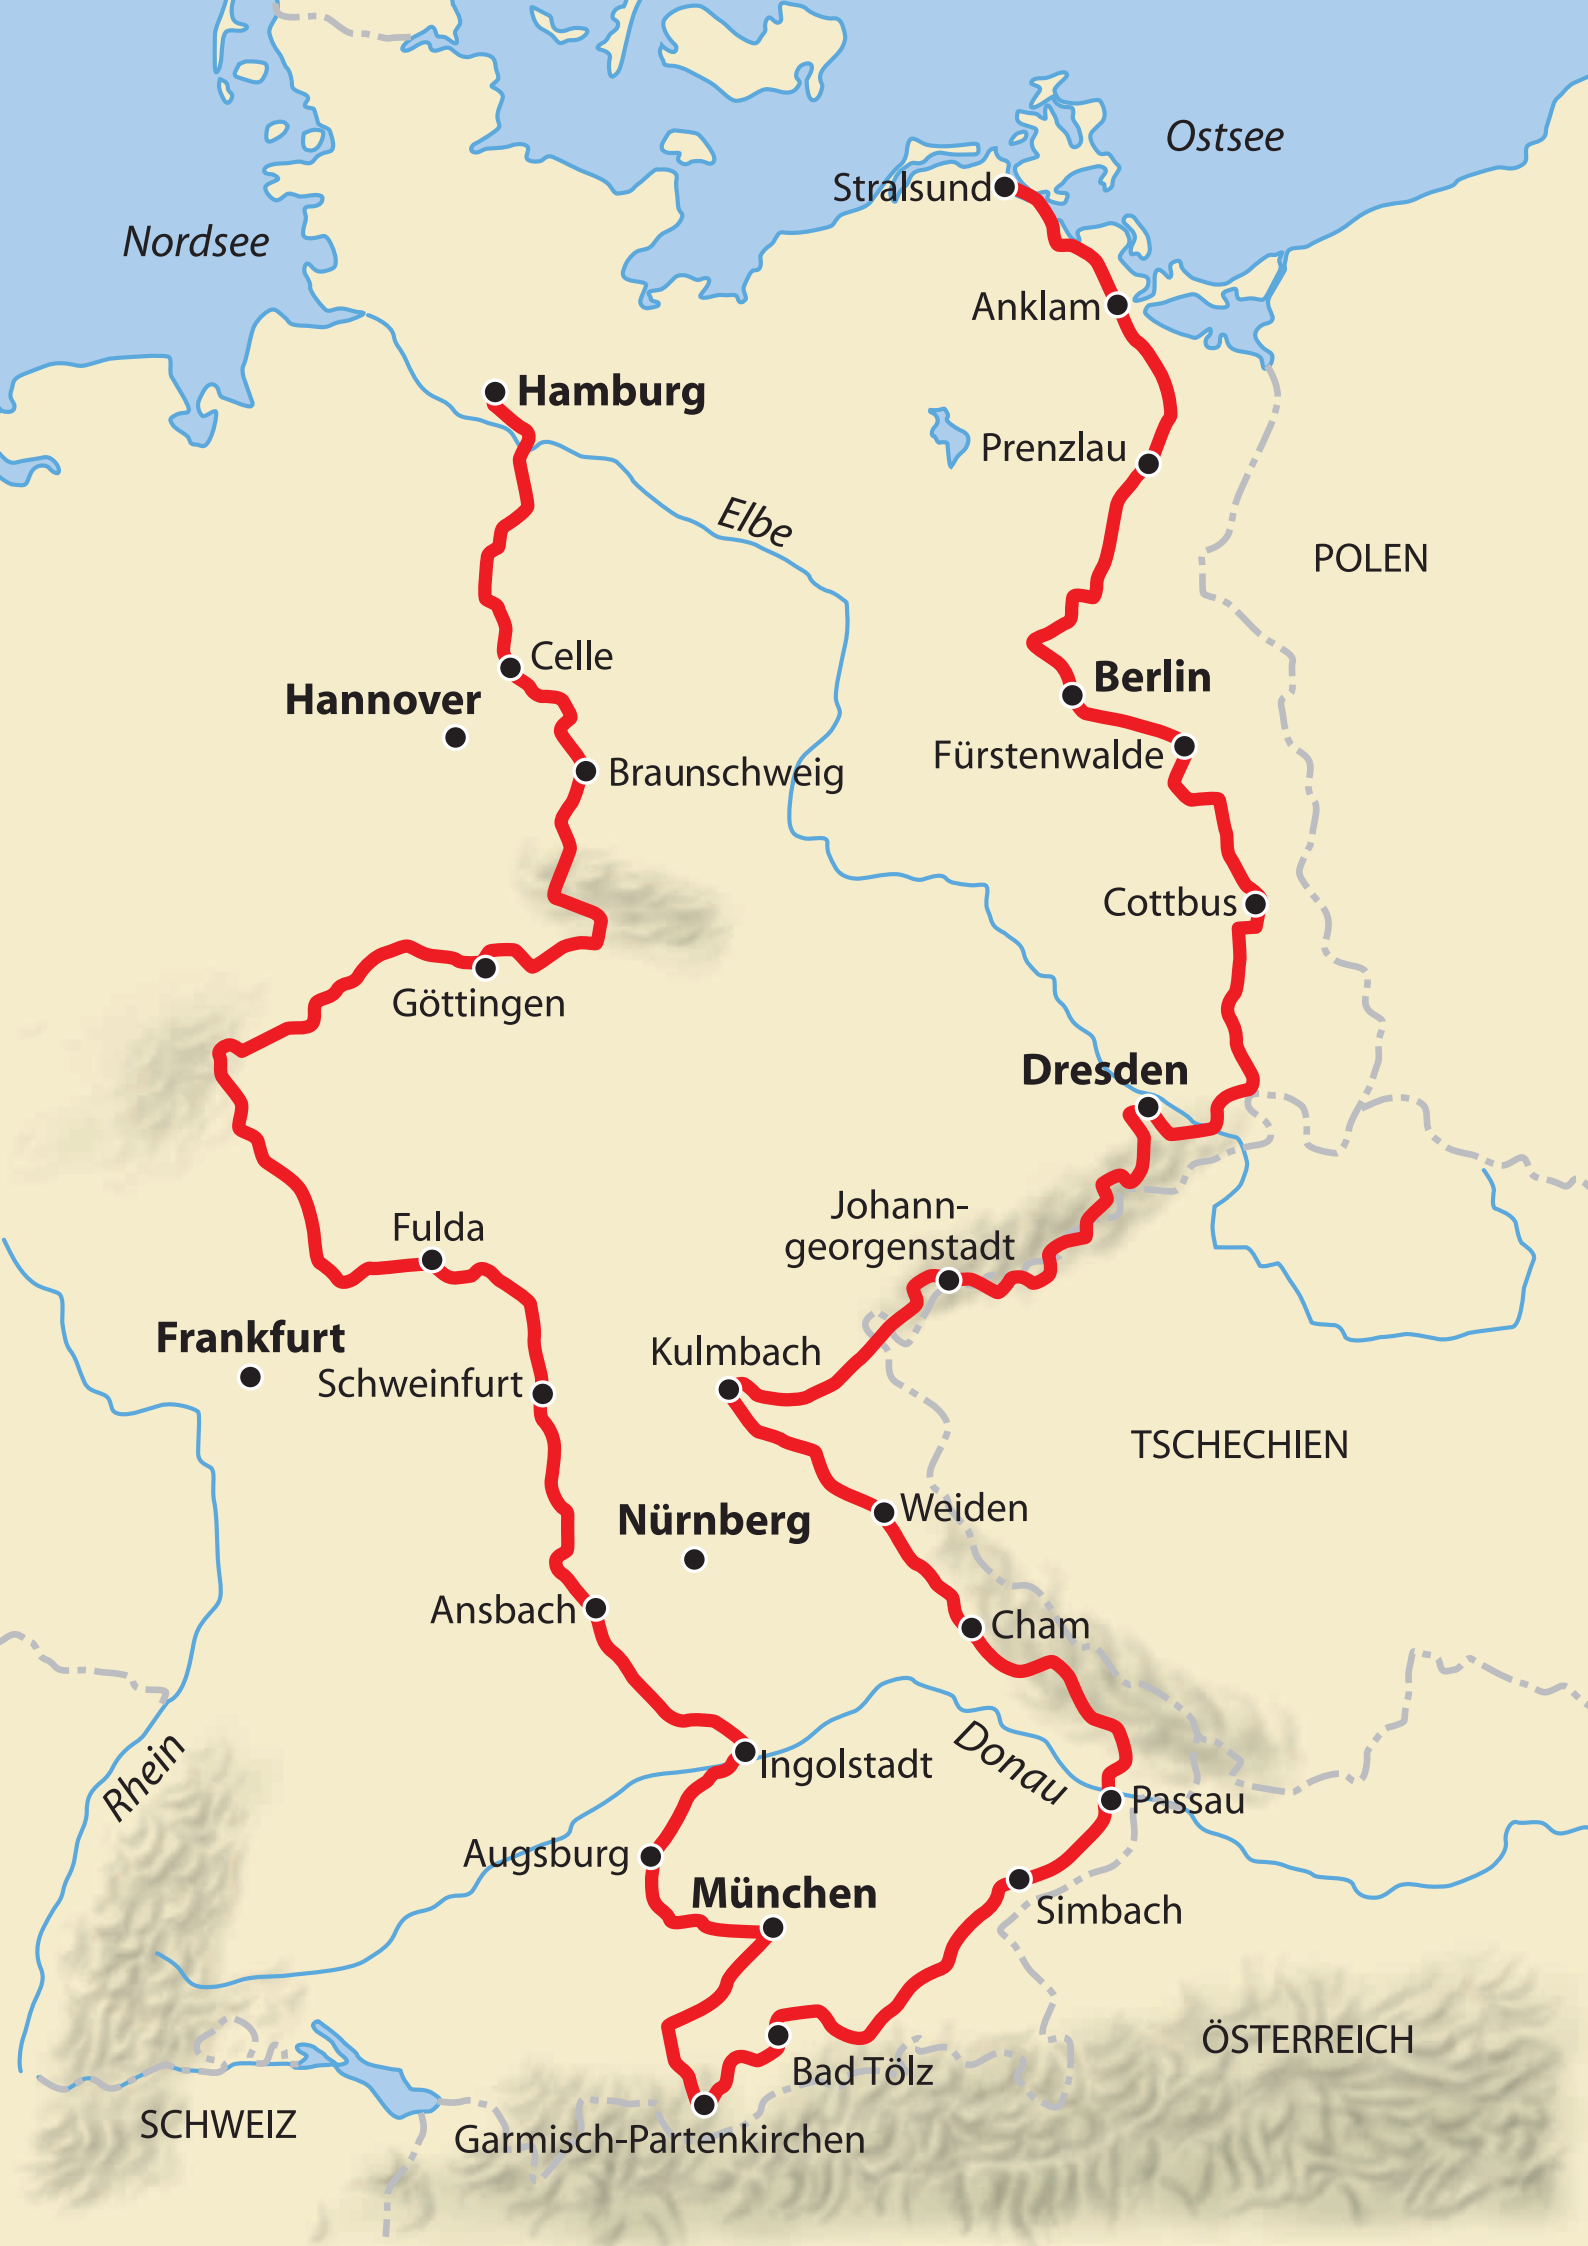 Ostsee
Stralsund
Nordsee
Anklam
Hamburg
Prenzlau
Elbe
POLEN
Celle
Berlin
Hannover
Fürstenwalde
Braunschweig
Cottbus
Göttingen
Dresden
Johann-
georgenstadt
Fulda
Frankfurt
Kulmbach
Schweinfurt
TSCHECHIEN
Weiden
Nürnberg
Ansbach
Cham
Donau
Ingolstadt
Rhein
Passau
Augsburg
München
Simbach
ÖSTERREICH
Bad Tölz
SCHWEIZ
Garmisch-Partenkirchen